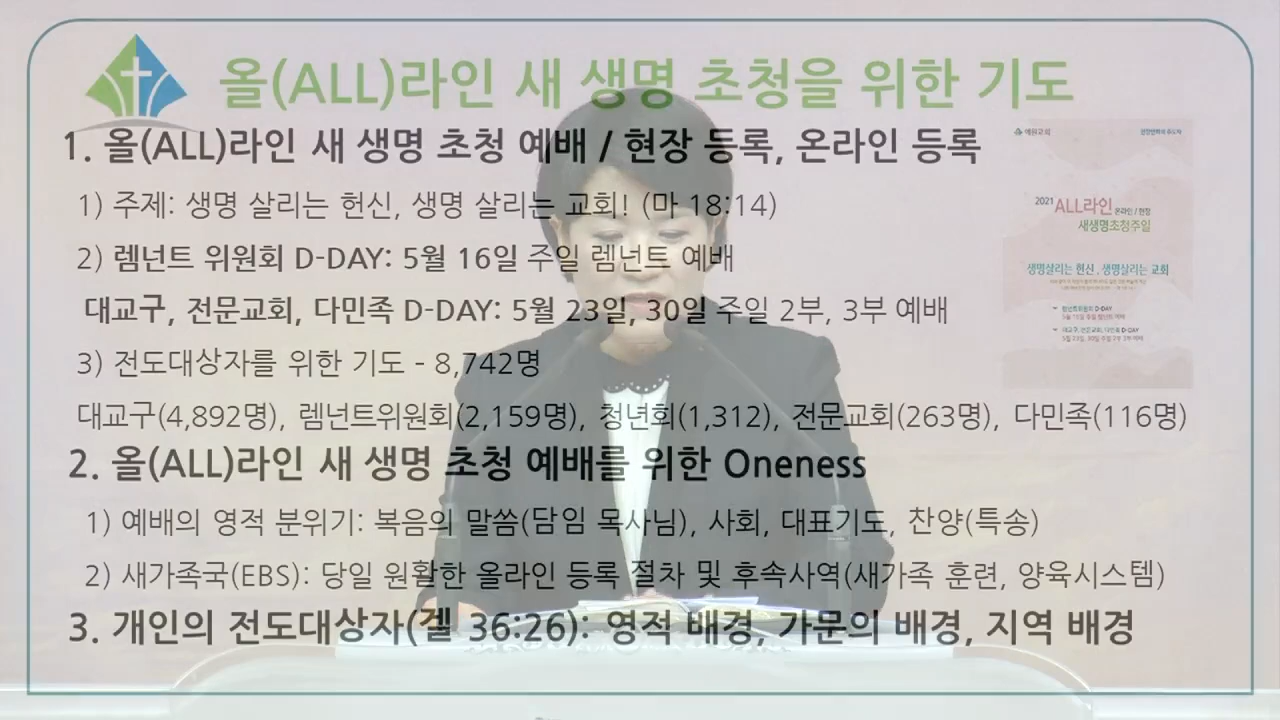 올(ALL)라인 새 생명 초청을 위한 기도
1. 올(ALL)라인 새 생명 초청 예배 / 현장 등록, 온라인 등록
1) 주제: 생명 살리는 헌신, 생명 살리는 교회! (마 18:14)
2) 렘넌트 위원회 D-DAY: 5월 16일 주일 렘넌트 예배
대교구, 전문교회, 다민족 D-DAY: 5월 23일, 30일 주일 2부, 3부 예배
3) 전도대상자를 위한 기도 - 8,742명
대교구(4,892명), 렘넌트위원회(2,159명), 청년회(1,312), 전문교회(263명), 다민족(116명)
2. 올(ALL)라인 새 생명 초청 예배를 위한 Oneness
1) 예배의 영적 분위기: 복음의 말씀(담임 목사님), 사회, 대표기도, 찬양(특송)
2) 새가족국(EBS): 당일 원활한 올라인 등록 절차 및 후속사역(새가족 훈련, 양육시스템)
3. 개인의 전도대상자(겔 36:26): 영적 배경, 가문의 배경, 지역 배경
예원교회
2021 ALL라인 온라인 / 현장
새생명초청주일
생명살리는 헌신, 생명살리는 교회